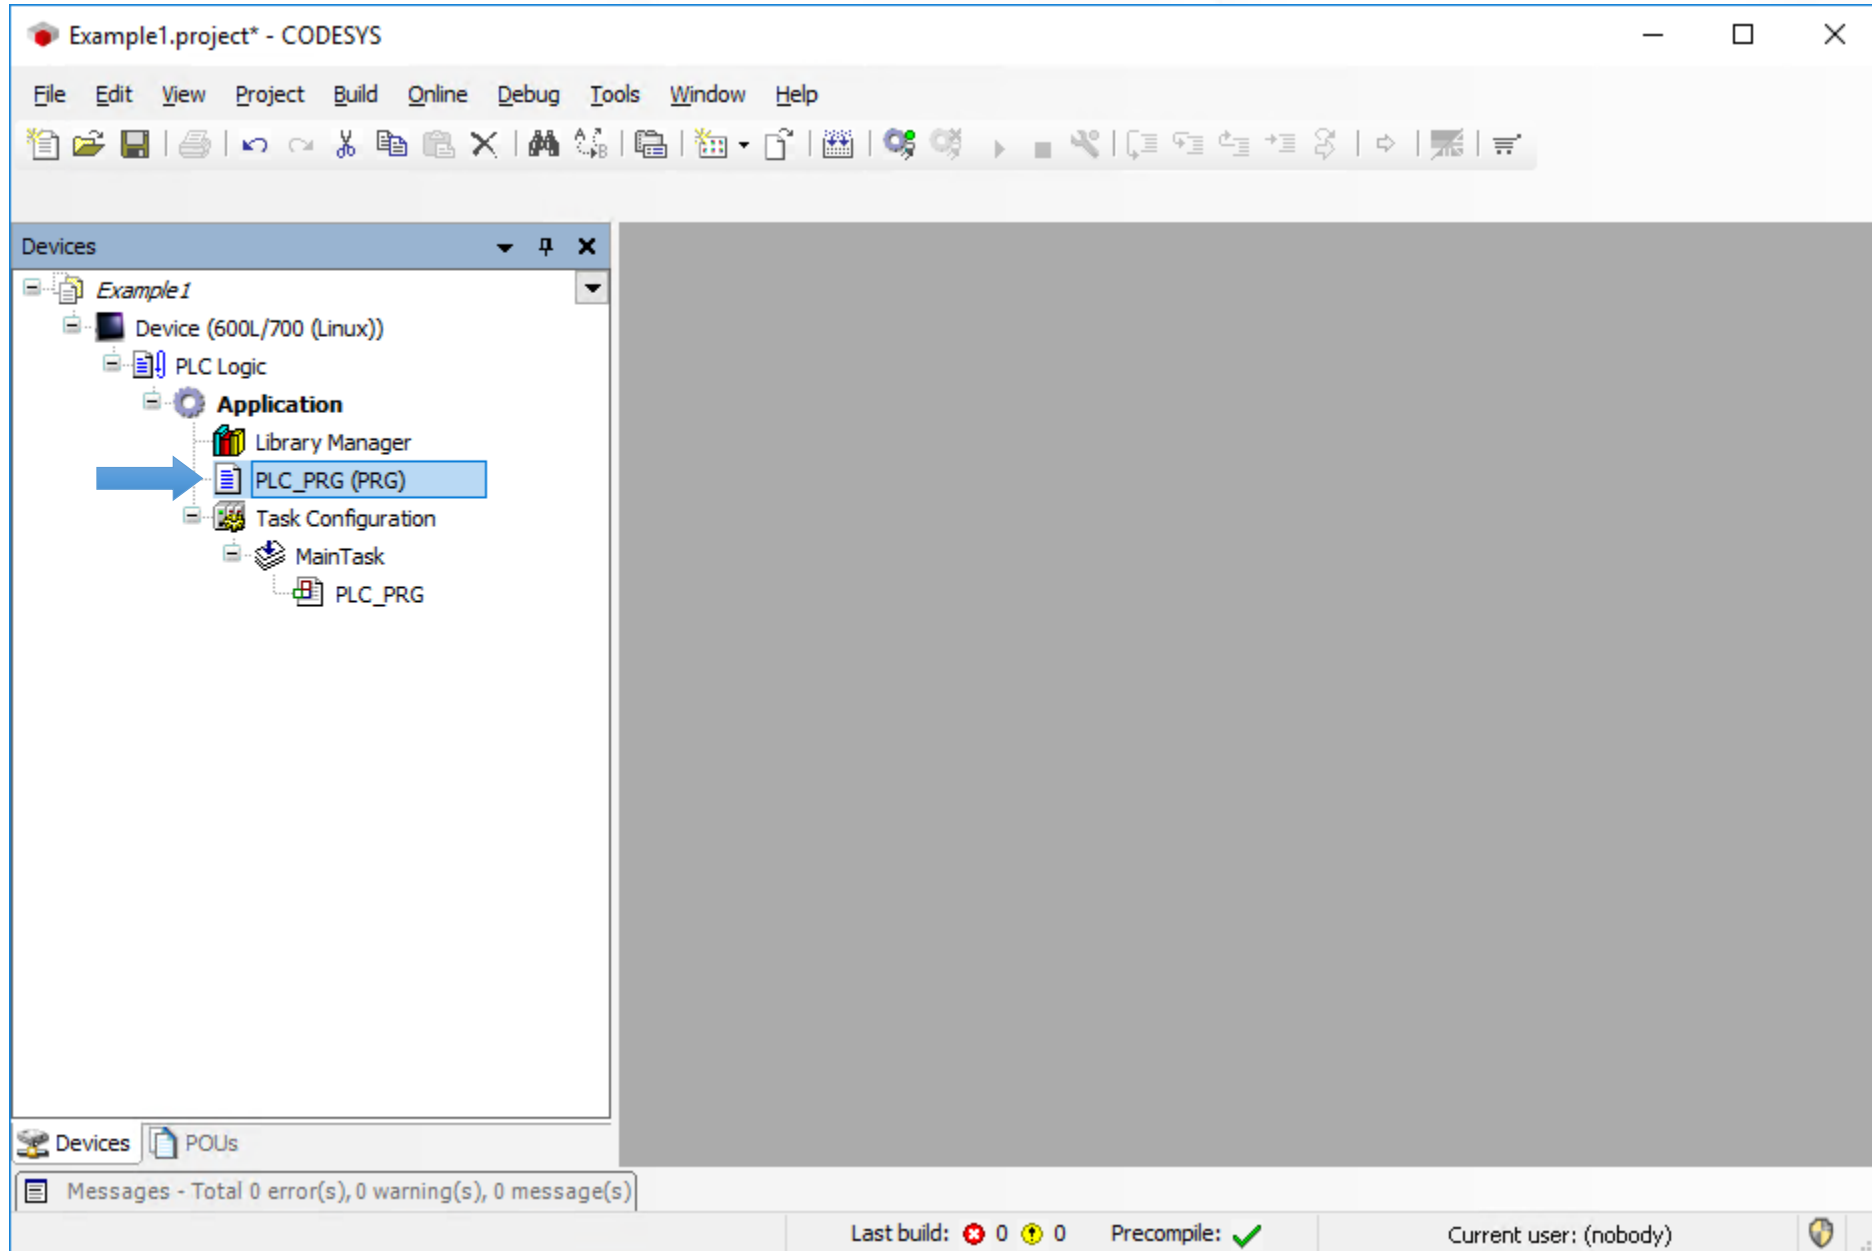 Example1.project* - CODESYS
File Edit View Project Build Online Debug Tools Window Help
Devices
Example1
Device (600L/700 (Linux))
PLC Logic
Application
Library Manager
PLC_PRG (PRG)
Task Configuration
MainTask
PLC_PRG
Devices POUs
Messages - Total 0 error(s), 0 warning(s), 0 message(s)
Last build: 0 0 Precompile: Current user: (nobody)